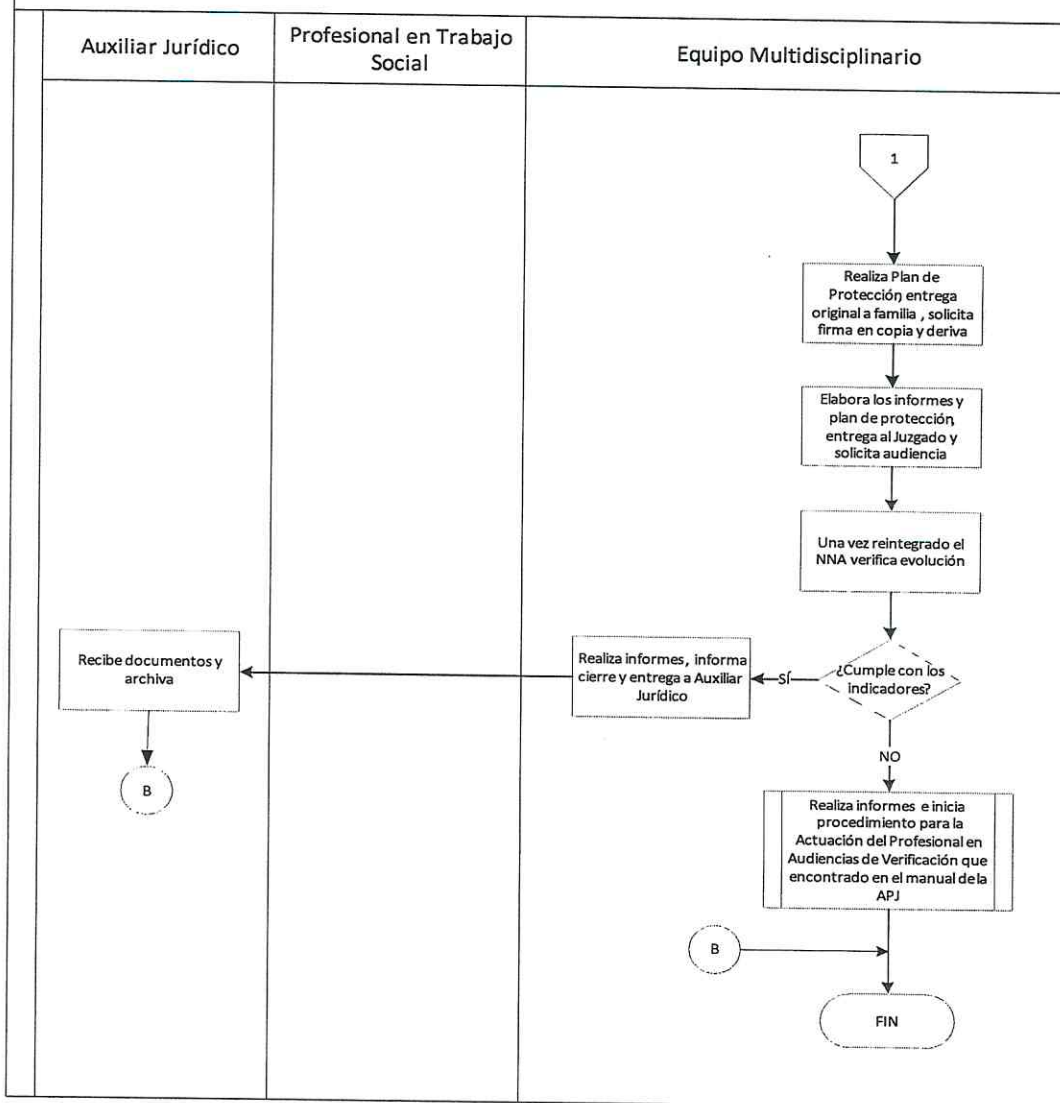 Auxiliar Jurídico
Profesional en Trabajo
Social
Equipo Multidisciplinario
1
Realiza Plan de
Protección, entrega
original a familia , solicita
firma en copia y deriva
Elabora los informes y
plan de protección,
entrega al Juzgado y
solicita audiencia
Una vez reintegrado el
NNA verifica evolución
¿Cumple con los
indicadores?
SÍ
Realiza informes, informa
cierre y entrega a Auxiliar
Jurídico
Recibe documentos y
archiva
B
NO
Realiza informes e inicia
procedimiento para la
Actuación del Profesional en
Audiencias de Verificación que
encontrado en el manual de la
APJ
B
FIN